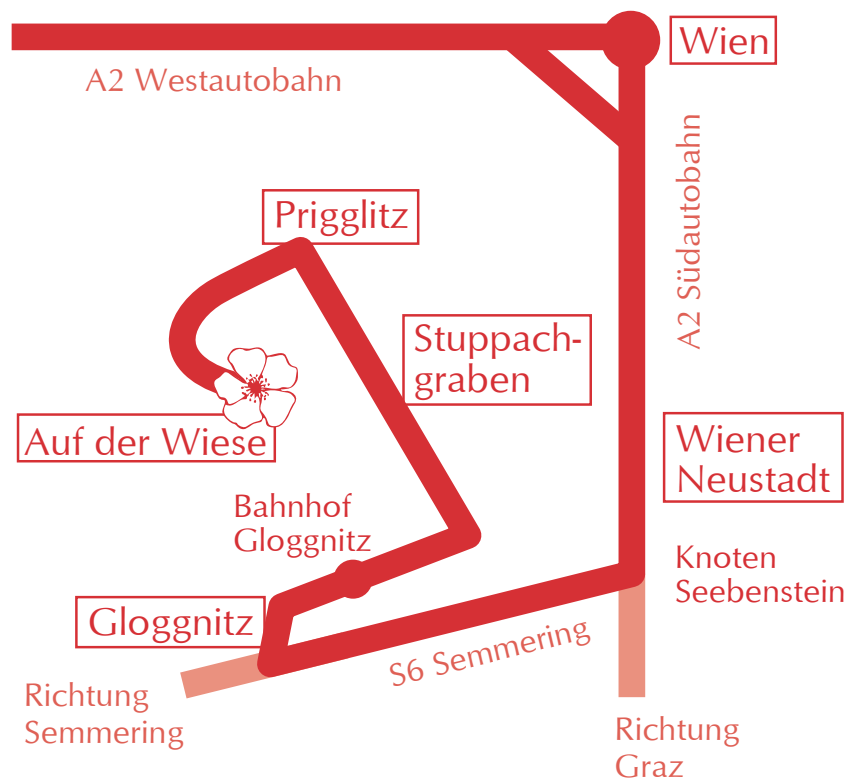 Wien
A2 Westautobahn
A2 Südautobahn
Prigglitz
Stuppach-
graben
Auf der Wiese
Wiener
Neustadt
Bahnhof
Gloggnitz
Knoten
Seebenstein
Gloggnitz
S6 Semmering
Richtung
Semmering
Richtung
Graz